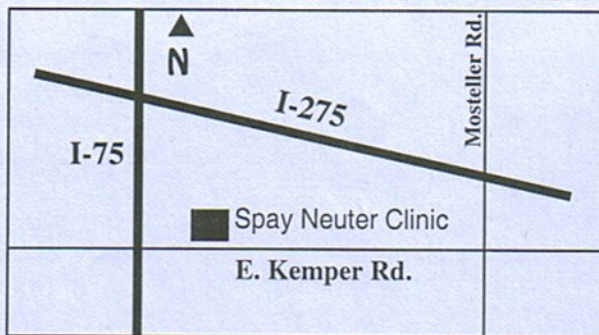 Mosteller Rd.
N
I-275
I-75
Spay Neuter Clinic
E. Kemper Rd.